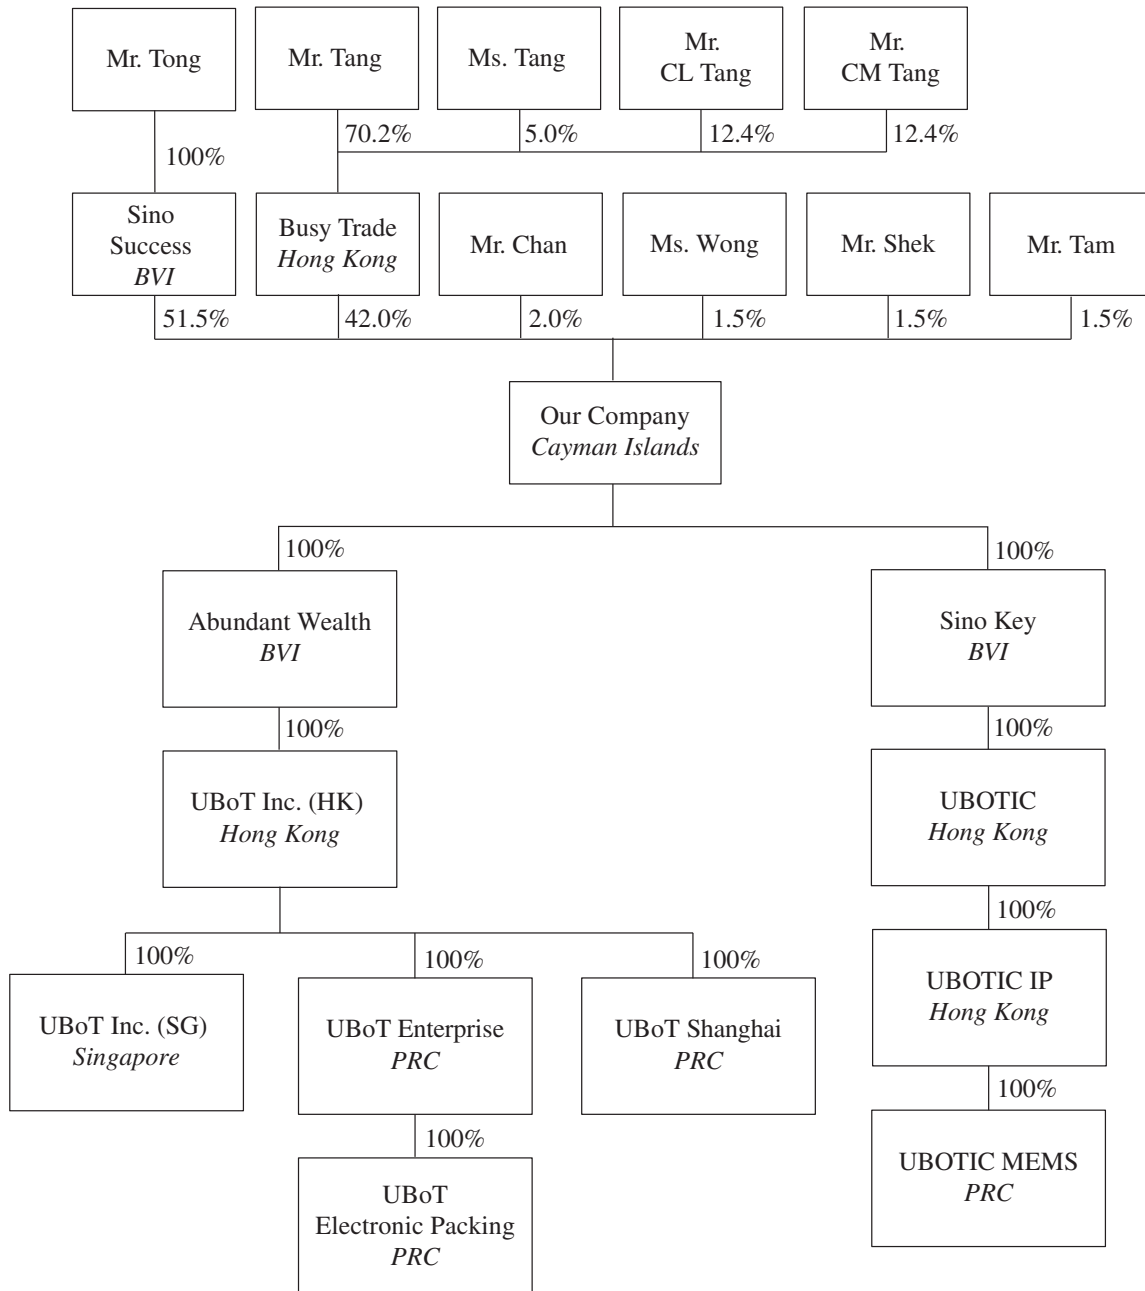 Mr. Tong
Mr. Tang
Ms. Tang
Mr.
CL Tang
Mr.
CM Tang
100%
70.2%
5.0%
12.4%
12.4%
Sino
Success
BVI
Busy Trade
Hong Kong
Mr. Chan
Ms. Wong
Mr. Shek
Mr. Tam
51.5%
42.0%
2.0%
1.5%
1.5%
1.5%
Our Company
Cayman Islands
100%
100%
Abundant Wealth
BVI
Sino Key
BVI
100%
100%
UBoT Inc. (HK)
Hong Kong
UBOTIC
Hong Kong
100%
100%
100%
100%
UBoT Inc. (SG)
Singapore
UBoT Enterprise
PRC
UBoT Shanghai
PRC
UBOTIC IP
Hong Kong
100%
100%
UBoT
Electronic Packing
PRC
UBOTIC MEMS
PRC